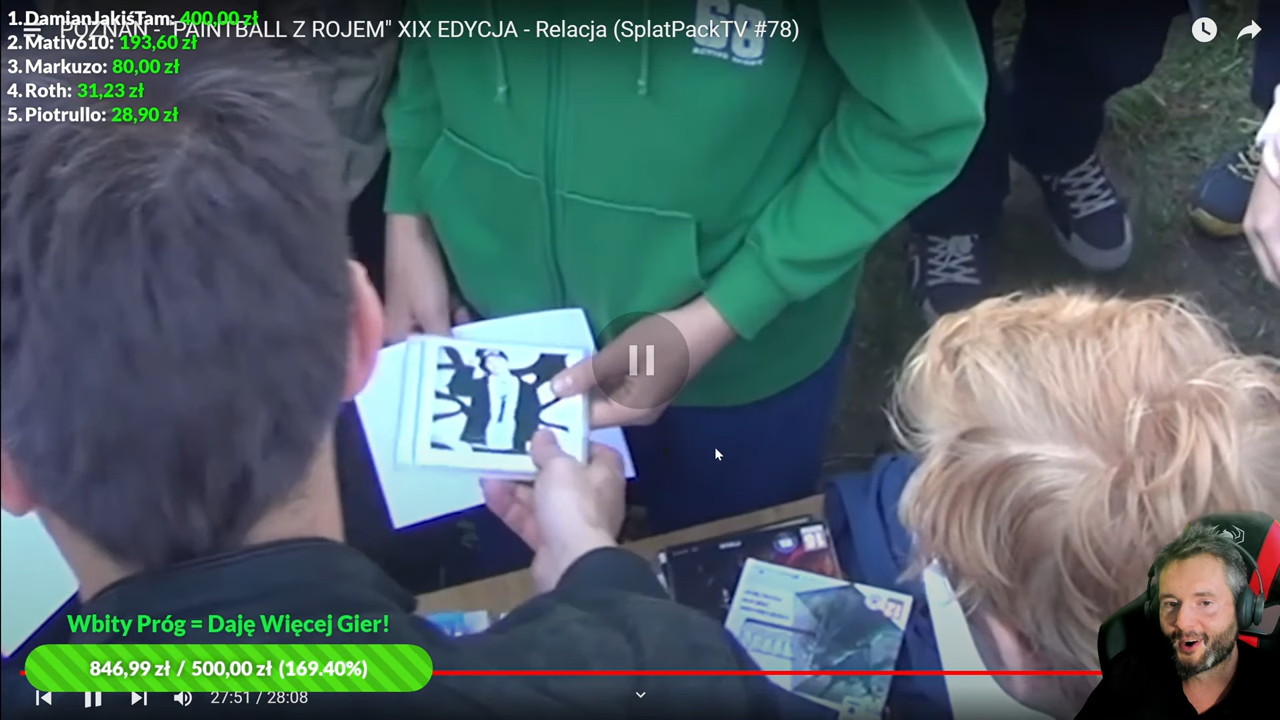 1. DamianJakiśTam: 400,00 zł
POZNAŃ - "PAINTBALL Z ROJEM" XIX EDYCJA - Relacja (SplatPackTV #78)
2. Mativ610: 193,60 zł
3. Markuzo: 80,00 zł
4. Roth: 31,23 zł
5. Piotrullo: 28,90 zł
68
Wbity Próg = Daję Więcej Gier!
846,99 zł / 500,00 zł (169.40%)
27:51 / 28:08